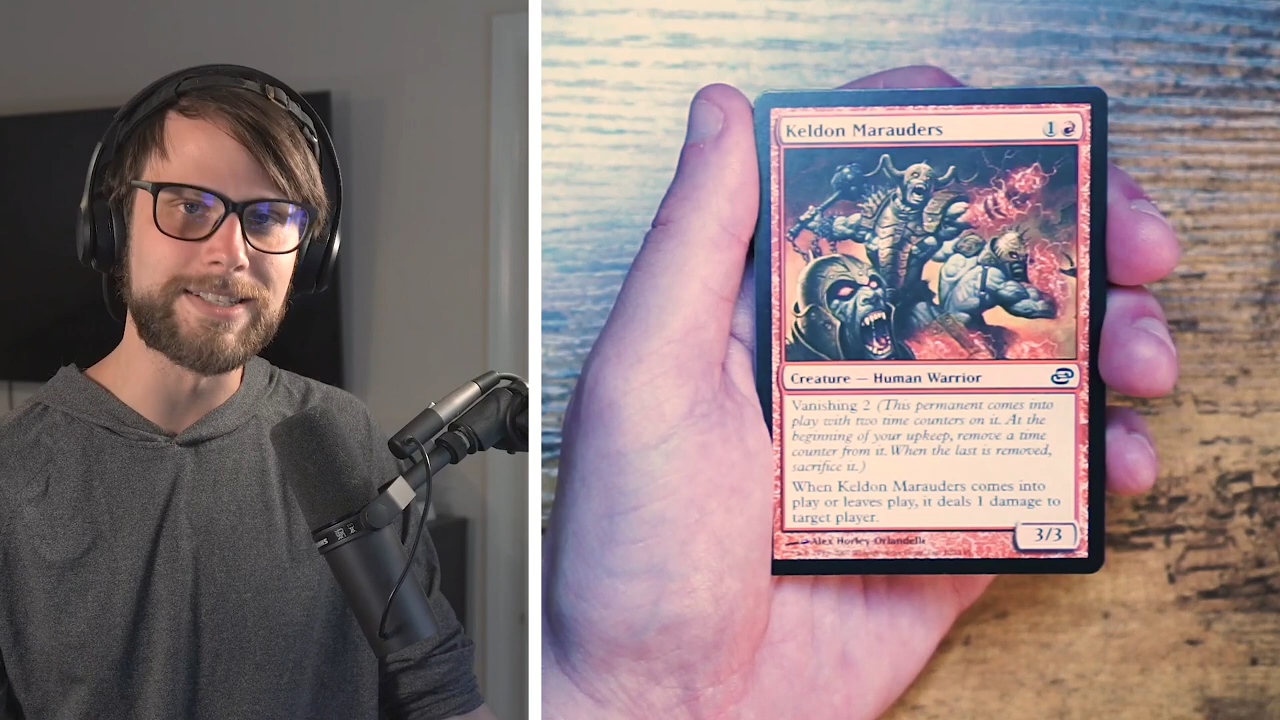 Keldon Marauders 1
Creature — Human Warrior
Vanishing 2 (This permanent comes into
play with two time counters on it. At the
beginning of your upkeep, remove a time
counter from it. When the last is removed,
sacrifice it.)
When Keldon Marauders comes into
play or leaves play, it deals 1 damage to
target player.
3/3
Alex Horley-Orlandelli